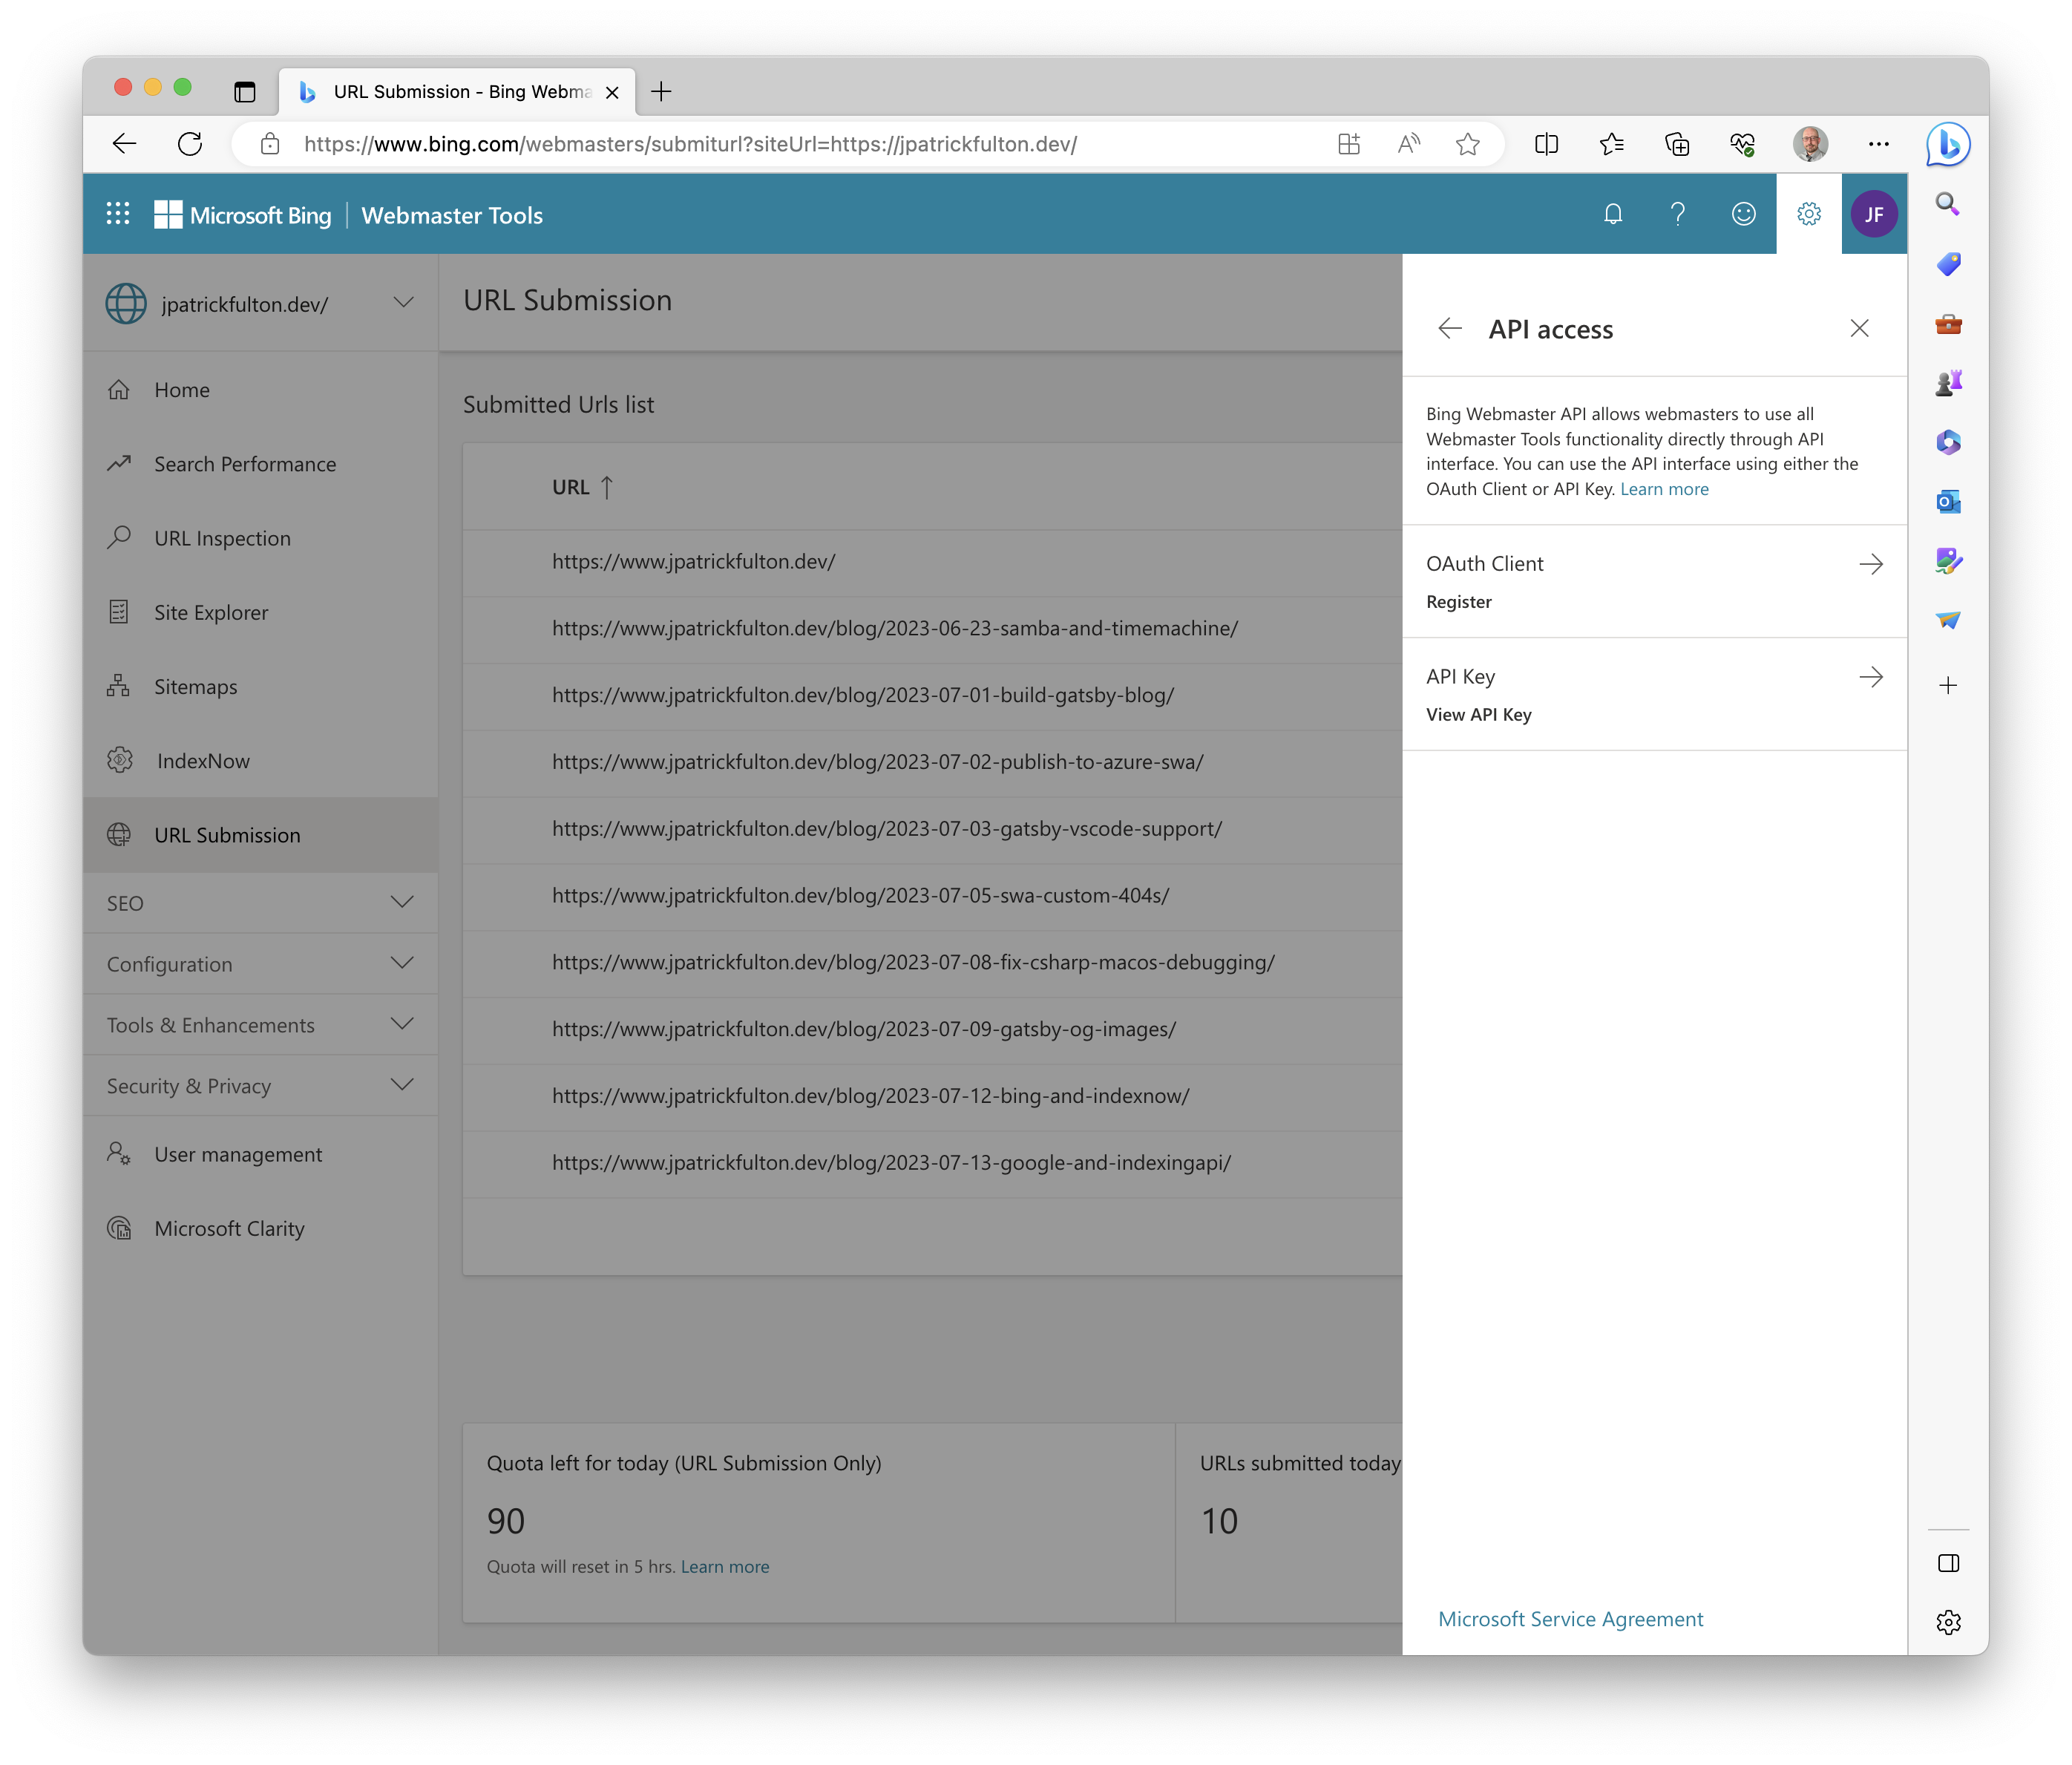 URL Submission - Bing Webma
https://www.bing.com/webmasters/submiturl?siteUrl=https://jpatrickfulton.dev/
Microsoft Bing | Webmaster Tools
JF
jpatrickfulton.dev/
Home
Search Performance
URL Inspection
Site Explorer
Sitemaps
IndexNow
URL Submission
SEO
Configuration
Tools & Enhancements
Security & Privacy
User management
Microsoft Clarity
URL Submission
Submitted Urls list
URL
https://www.jpatrickfulton.dev/
https://www.jpatrickfulton.dev/blog/2023-06-23-samba-and-timemachine/
https://www.jpatrickfulton.dev/blog/2023-07-01-build-gatsby-blog/
https://www.jpatrickfulton.dev/blog/2023-07-02-publish-to-azure-swa/
https://www.jpatrickfulton.dev/blog/2023-07-03-gatsby-vscode-support/
https://www.jpatrickfulton.dev/blog/2023-07-05-swa-custom-404s/
https://www.jpatrickfulton.dev/blog/2023-07-08-fix-csharp-macos-debugging/
https://www.jpatrickfulton.dev/blog/2023-07-09-gatsby-og-images/
https://www.jpatrickfulton.dev/blog/2023-07-12-bing-and-indexnow/
https://www.jpatrickfulton.dev/blog/2023-07-13-google-and-indexingapi/
Quota left for today (URL Submission Only)
90
Quota will reset in 5 hrs. Learn more
URLs submitted today
10
API access
Bing Webmaster API allows webmasters to use all
Webmaster Tools functionality directly through API
interface. You can use the API interface using either the
OAuth Client or API Key. Learn more
OAuth Client
Register
API Key
View API Key
Microsoft Service Agreement